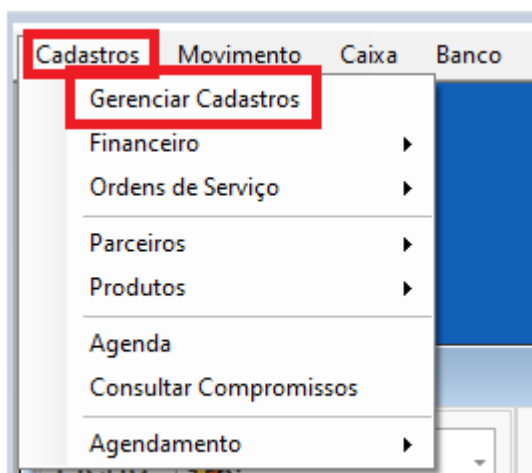 Cadastros Movimento Caixa Banco
Gerenciar Cadastros
Financeiro
Ordens de Serviço
Parceiros
Produtos
Agenda
Consultar Compromissos
Agendamento